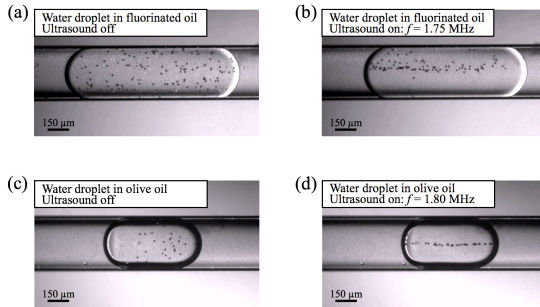 (a)
Water droplet in fluorinated oil
Ultrasound off
150 µm
(b)
Water droplet in fluorinated oil
Ultrasound on: f = 1.75 MHz
150 µm
(c)
Water droplet in olive oil
Ultrasound off
150 µm
(d)
Water droplet in olive oil
Ultrasound on: f = 1.80 MHz
150 µm